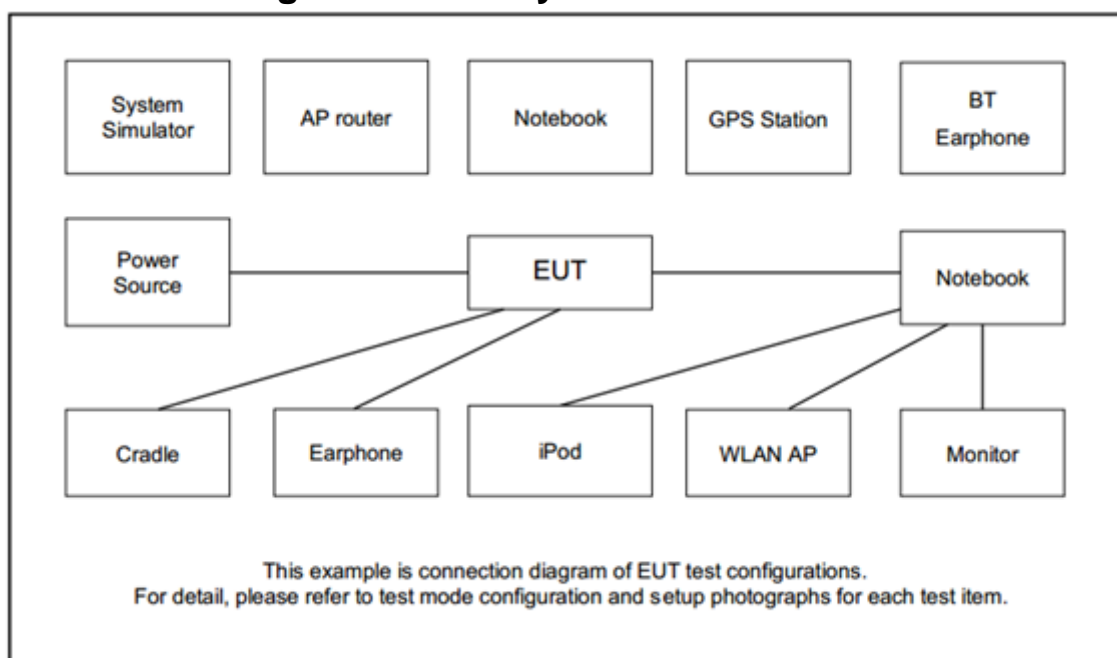 System
Simulator
AP router
Notebook
GPS Station
BT
Earphone
Power
Source
EUT
Notebook
Cradle
Earphone
iPod
WLAN AP
Monitor
This example is connection diagram of EUT test configurations.
For detail, please refer to test mode configuration and setup photographs for each test item.